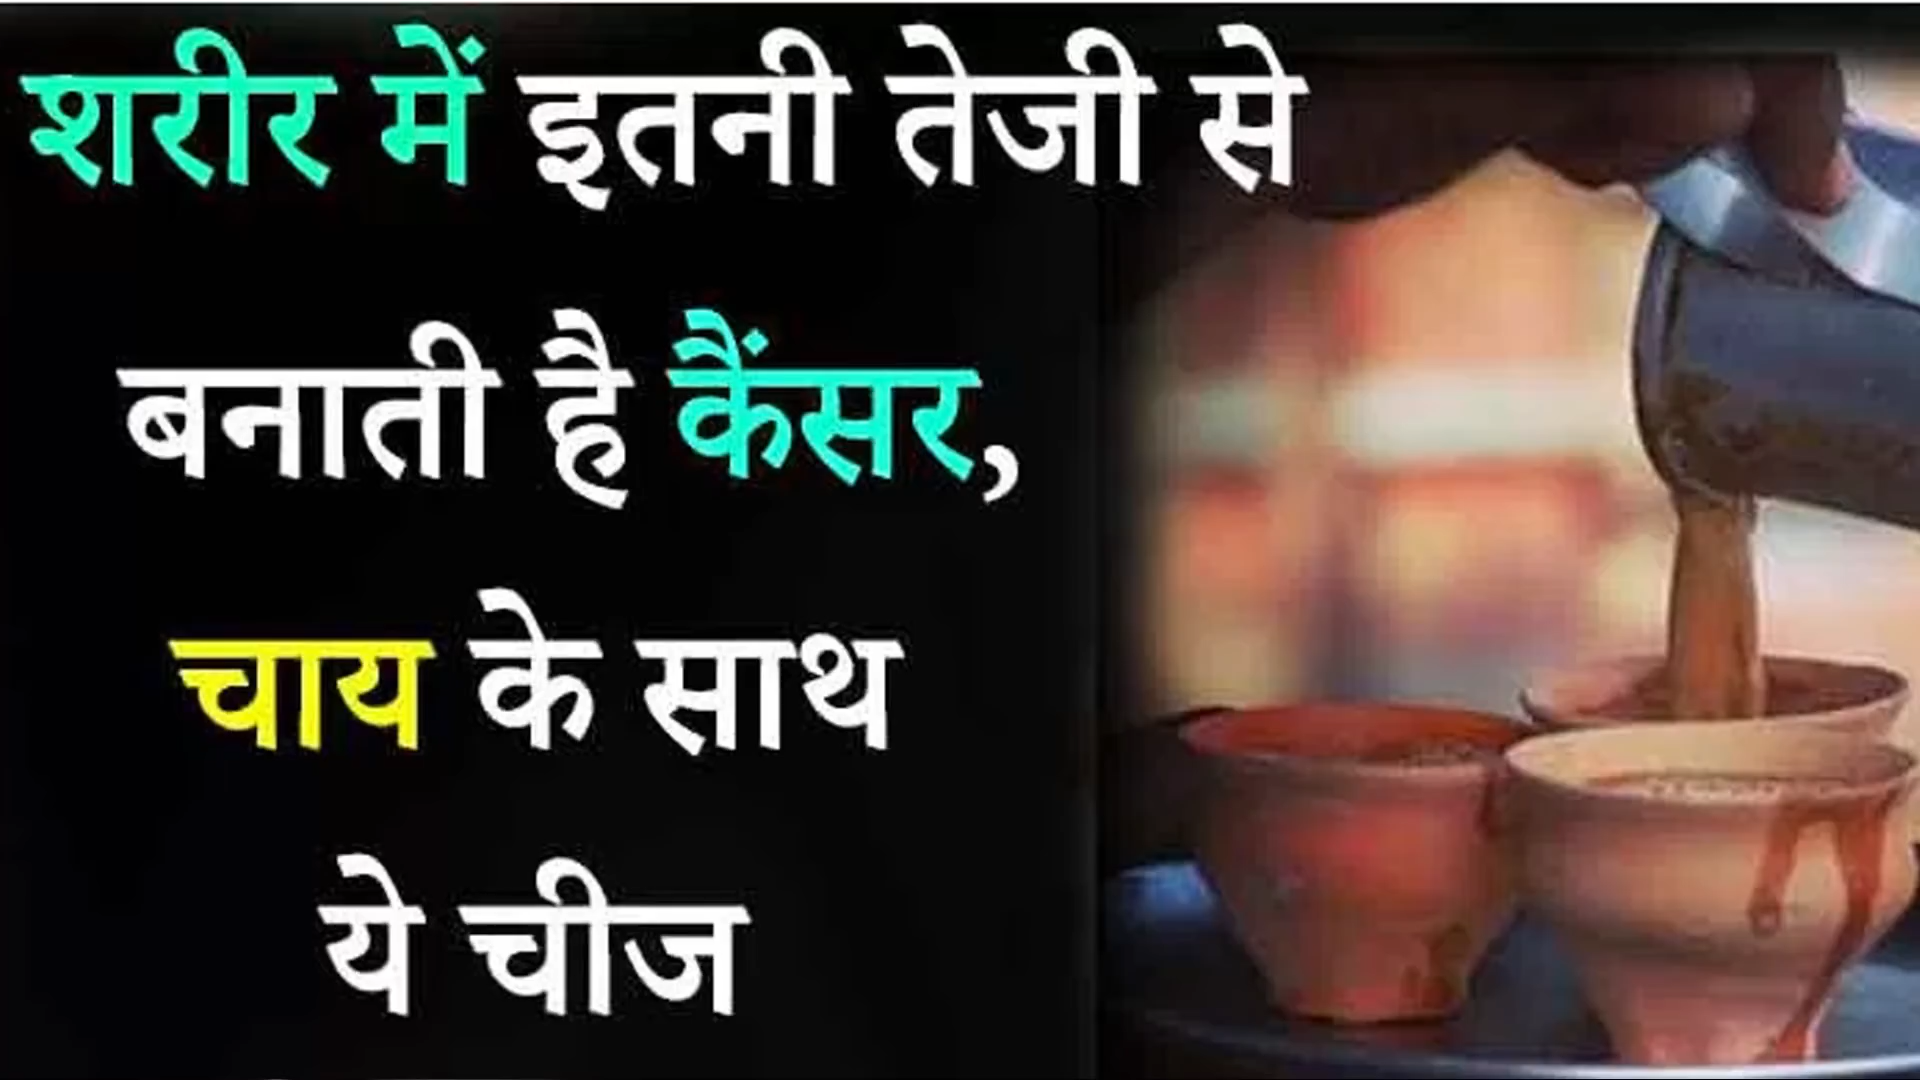 शरीर में इतनी तेजी से
बनाती है कैंसर,
चाय के साथ
ये चीज